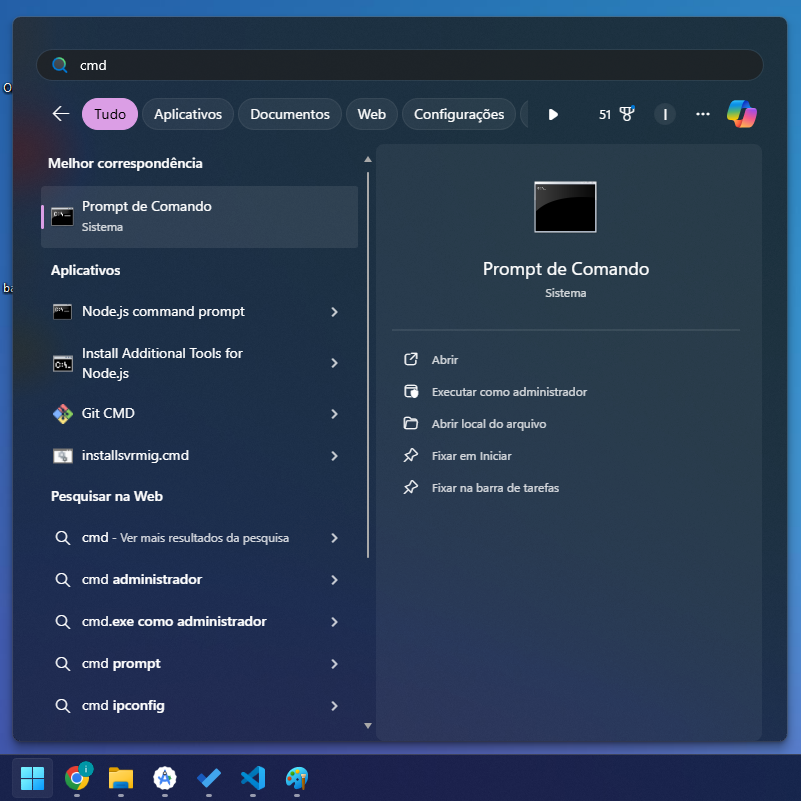 cmd
Tudo
Aplicativos
Documentos
Web
Configurações
51
I
Melhor correspondência
Prompt de Comando
Sistema
Aplicativos
Node.js command prompt
Install Additional Tools for
Node.js
Git CMD
installsvrmig.cmd
Pesquisar na Web
cmd - Ver mais resultados da pesquisa
cmd administrador
cmd.exe como administrador
cmd prompt
cmd ipconfig
Prompt de Comando
Sistema
Abrir
Executar como administrador
Abrir local do arquivo
Fixar em Iniciar
Fixar na barra de tarefas